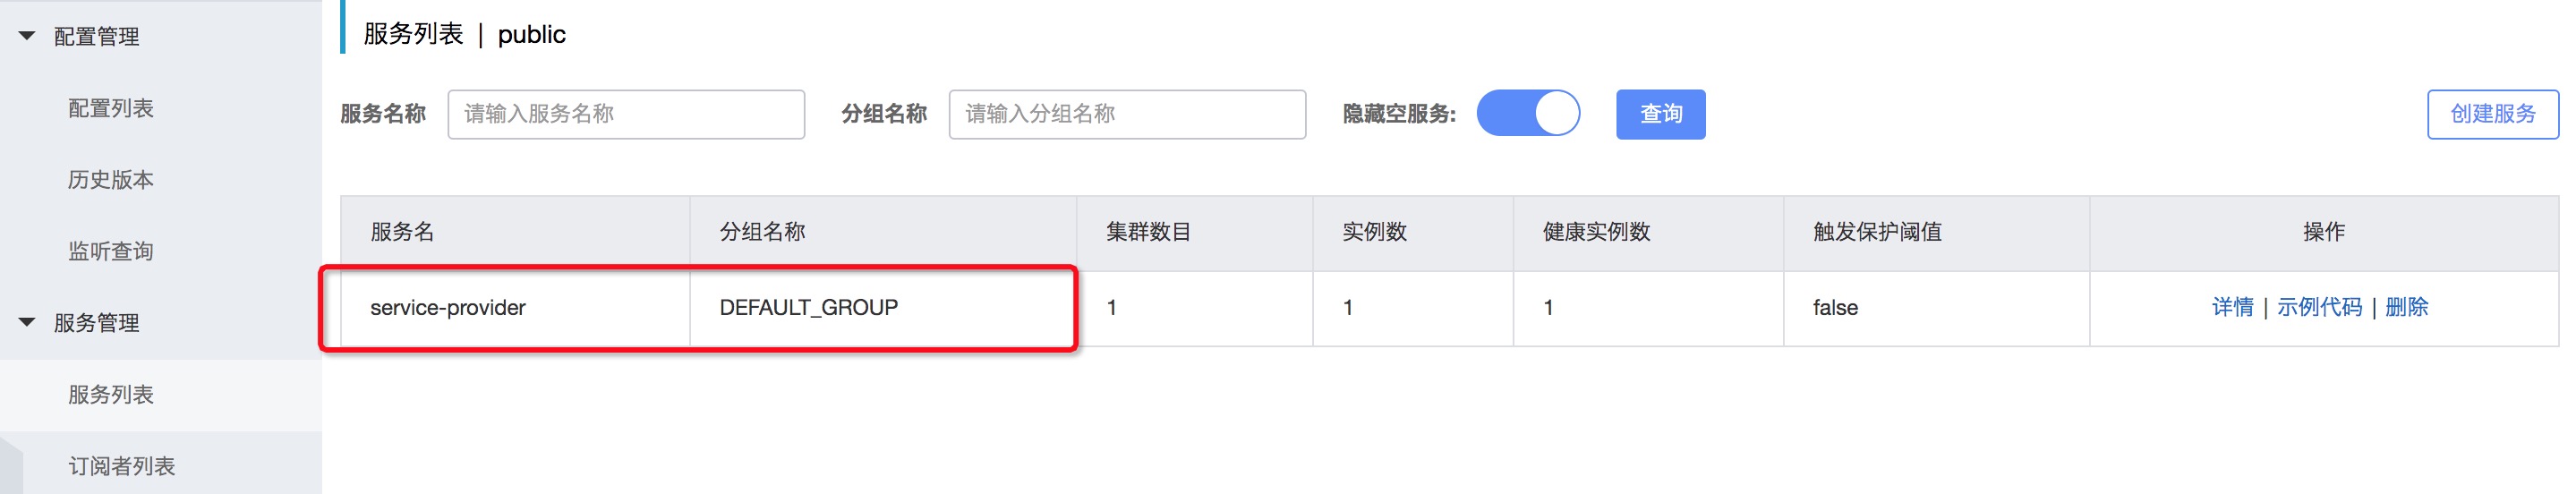 配置管理
配置列表
历史版本
监听查询
服务管理
服务列表
订阅者列表
服务列表 | public
服务名称 请输入服务名称 分组名称 请输入分组名称 隐藏空服务: 查询 创建服务
服务名 分组名称 集群数目 实例数 健康实例数 触发保护阈值 操作
service-provider DEFAULT_GROUP 1 1 1 false 详情 | 示例代码 | 删除